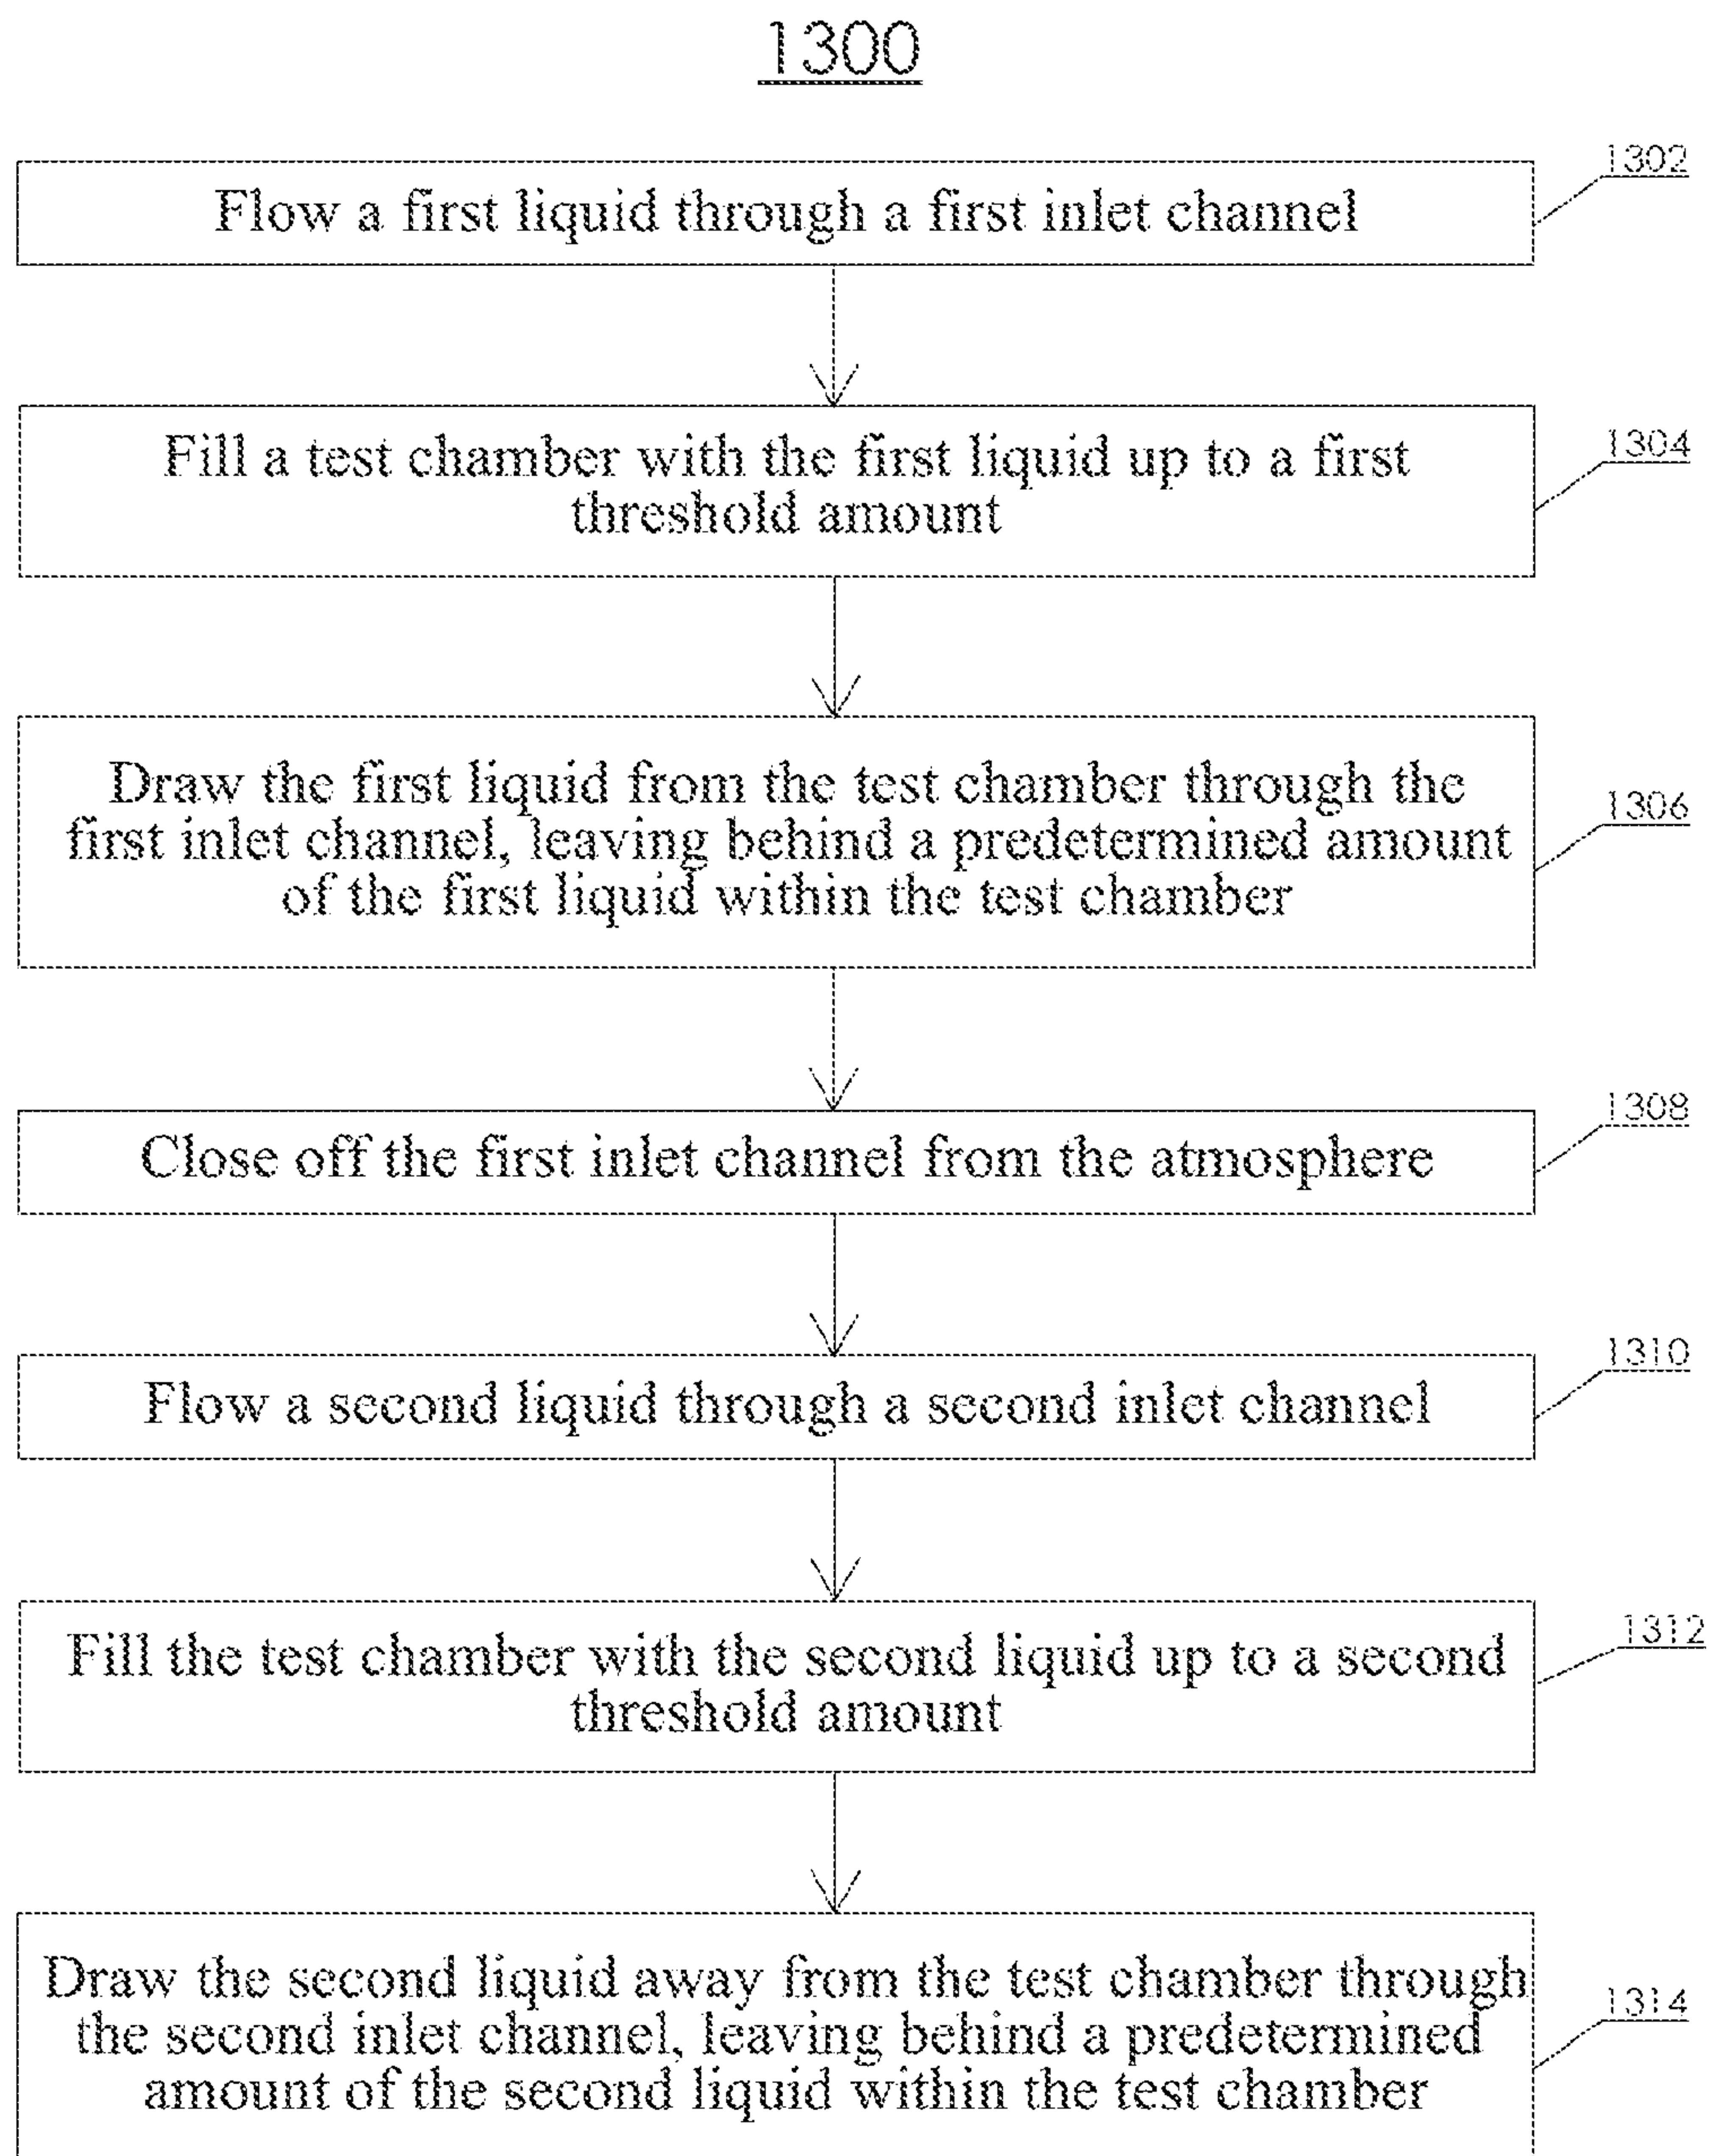 1300
Flow a first liquid through a first inlet channel
1302
Fill a test chamber with the first liquid up to a first
threshold amount
1304
Draw the first liquid from the test chamber through the
first inlet channel, leaving behind a predetermined amount
of the first liquid within the test chamber
1306
Close off the first inlet channel from the atmosphere
1308
Flow a second liquid through a second inlet channel
1310
Fill the test chamber with the second liquid up to a second
threshold amount
1312
Draw the second liquid away from the test chamber through
the second inlet channel, leaving behind a predetermined
amount of the second liquid within the test chamber
1314